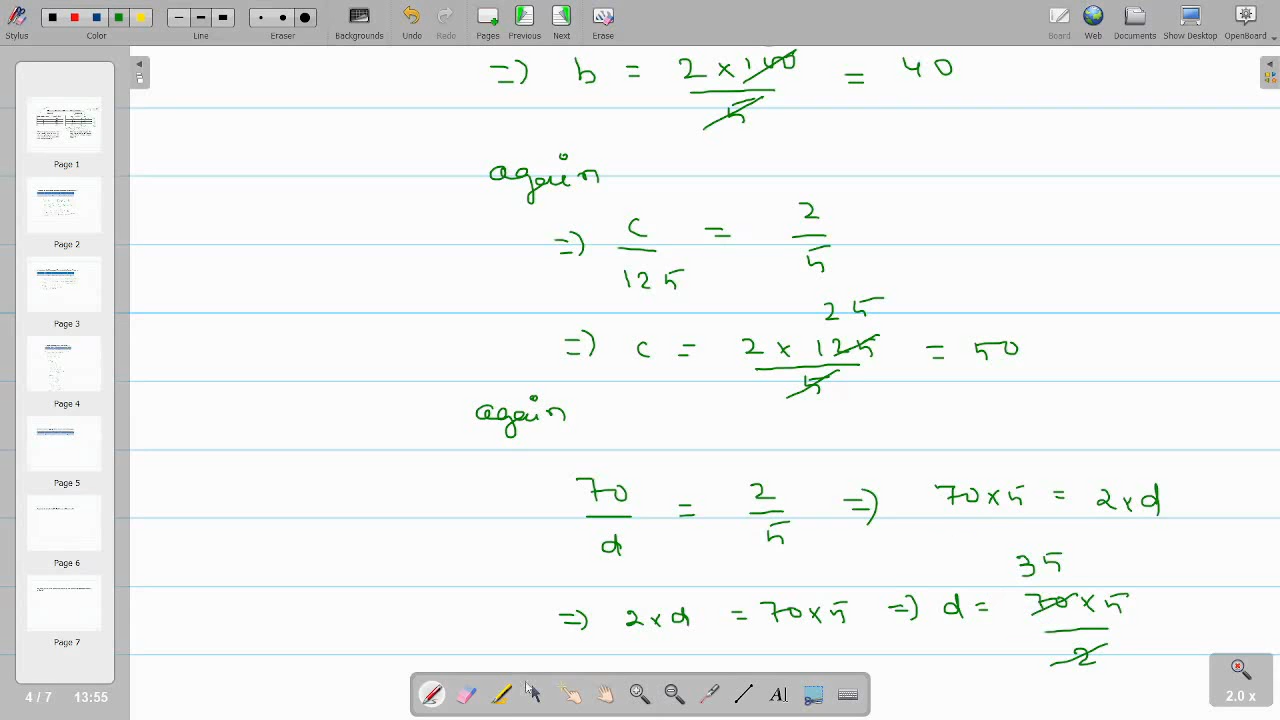 Stylus Color Line Eraser Backgrounds Undo Redo Pages Previous Next Erase Board Web Documents Show Desktop OpenBoard
Page 1
Page 2
Page 3
Page 4
Page 5
Page 6
Page 7
4 / 7 13:55
=) b = 2 × 100 / 5 = 40
again
=) c / 125 = 2 / 5
25
=) c = 2 × 125 / 5 = 50
again
70 / d = 2 / 5 =) 70 × 5 = 2 × d
35
=) 2 × d = 70 × 5 =) d = 70 × 5 / 2
AI
2.0 x